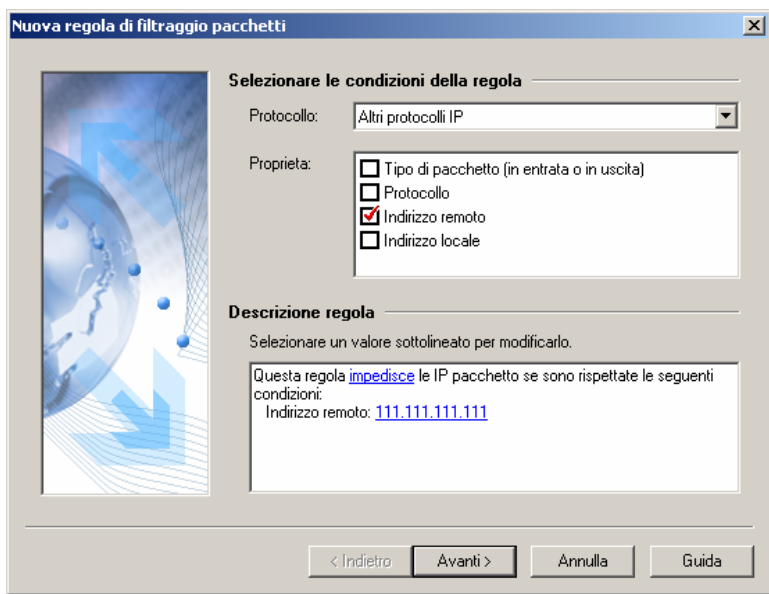 Nuova regola di filtraggio pacchetti
Selezionare le condizioni della regola
Protocollo:
Altri protocolli IP
Proprieta:
Tipo di pacchetto (in entrata o in uscita)
Protocollo
Indirizzo remoto
Indirizzo locale
Descrizione regola
Selezionare un valore sottolineato per modificarlo.
Questa regola impedisce le IP pacchetto se sono rispettate le seguenti
condizioni:
Indirizzo remoto: 111.111.111.111
< Indietro
Avanti >
Annulla
Guida